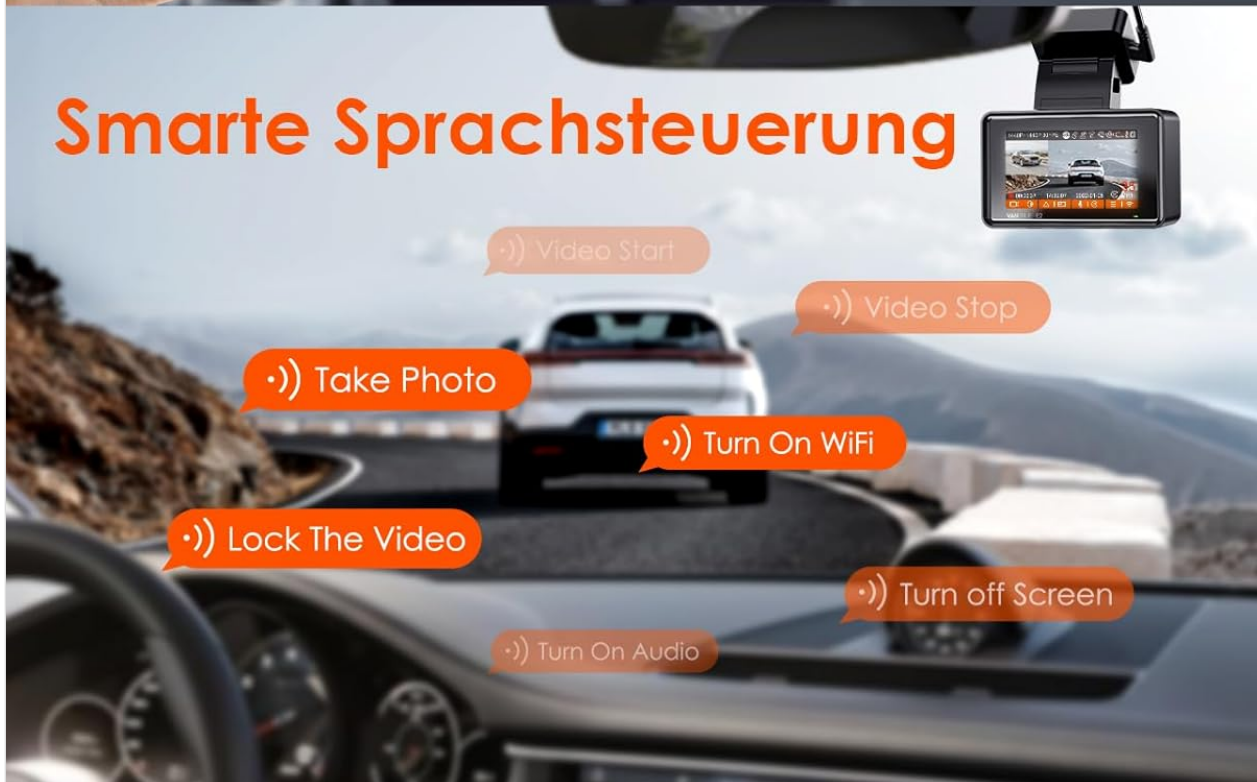 Smarte Sprachsteuerung
Video Start
Video Stop
Take Photo
Turn On WiFi
Lock The Video
Turn off Screen
Turn On Audio